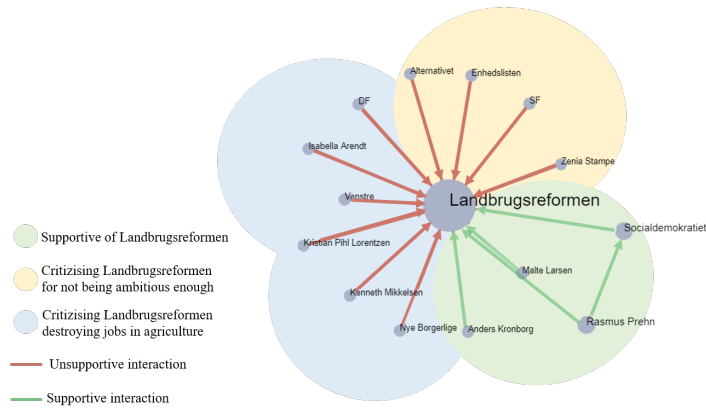 Alternativet
Enhedslisten
DF
SF
Isabella Arendt
Zenia Stampe
Venstre
Landbrugsreformen
Socialdemokratiet
Kristian Pihl Lorentzen
Malte Larsen
Kenneth Mikkelsen
Nye Borgerlige
Anders Kronborg
Rasmus Prehn
Supportive of Landbrugsreformen
Critizising Landbrugsreformen
for not being ambitious enough
Critizising Landbrugsreformen
destroying jobs in agriculture
Unsupportive interaction
Supportive interaction